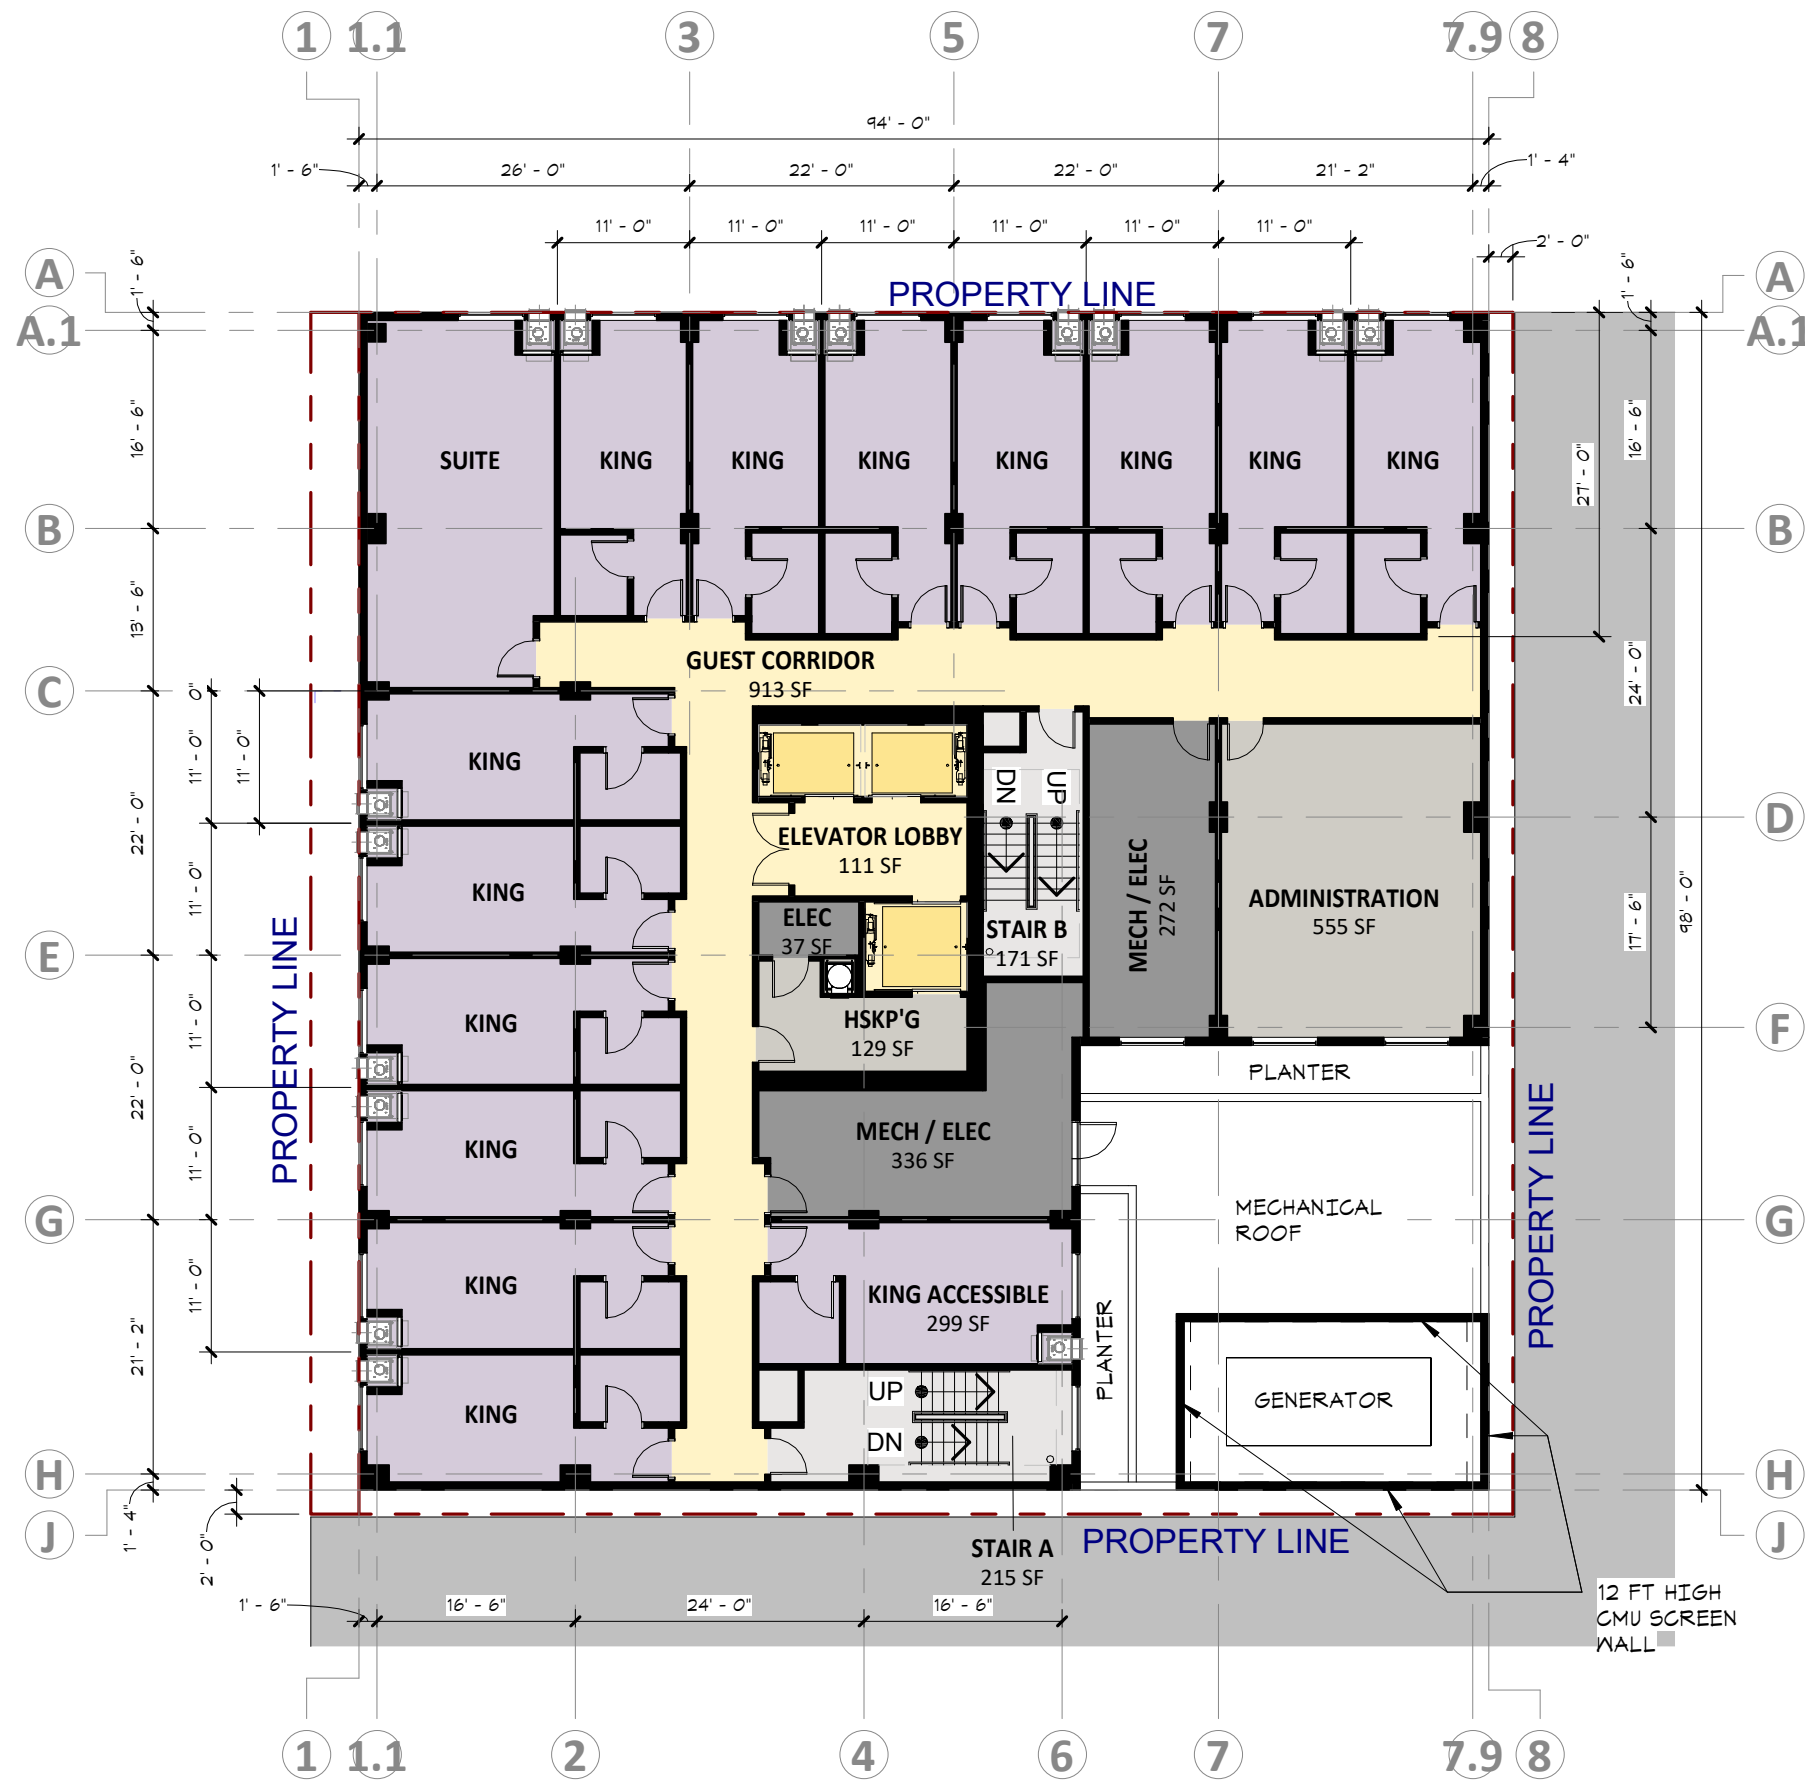 1 1.1 3 5 7 7.9 8
94' - 0"
1' - 6" 26' - 0" 22' - 0" 22' - 0" 21' - 2" 1' - 4"
11' - 0" 11' - 0" 11' - 0" 11' - 0" 11' - 0" 11' - 0" 2' - 0"
A 1' - 6" PROPERTY LINE 1' - 6" A
A.1 A.1
16' - 6" SUITE KING KING KING KING KING KING KING 27' - 0" 16' - 6"
B B
13' - 6"
GUEST CORRIDOR
913 SF
24' - 0"
C
0"
11' - 0" 11' - 0" KING
DN UP
22' - 0" D
ELEVATOR LOBBY
111 SF
11' - 0" KING
MECH / ELEC
272 SF
ADMINISTRATION
555 SF
17' - 6" 98' - 0"
ELEC
37 SF
STAIR B
171 SF
E
PROPERTY LINE
11' - 0" KING
HSKP'G
129 SF
F
22' - 0"
PLANTER
11' - 0" KING
MECH / ELEC
336 SF
PROPERTY LINE
MECHANICAL
ROOF
G G
11' - 0" KING
KING ACCESSIBLE
299 SF
21' - 2"
PLANTER
UP
KING
DN
GENERATOR
H H
J 1' - 4" 2' - 0" J
STAIR A
215 SF
PROPERTY LINE
1' - 6" 16' - 6" 24' - 0" 16' - 6"
12 FT HIGH
CMU SCREEN
WALL
1 1.1 2 4 6 7 7.9 8